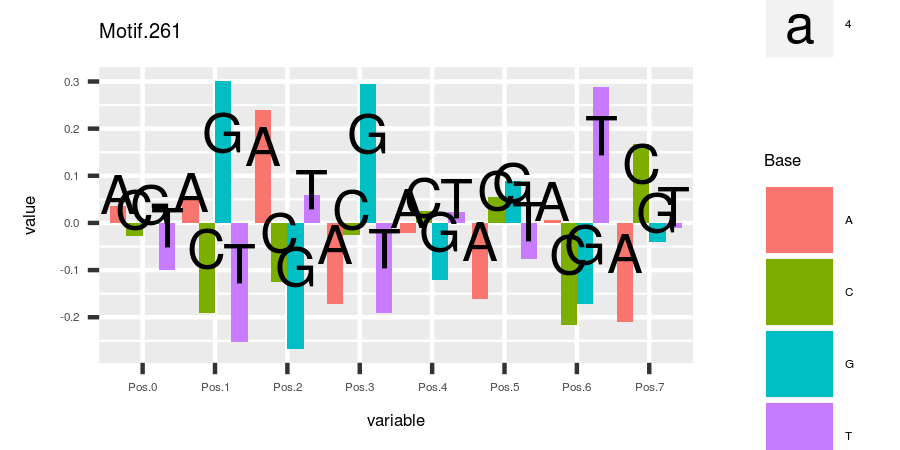 Motif.261
a 4
0.3
0.2
0.1
0.0
-0.1
-0.2
value
A C G T A C G T A C G T A C G T A C G T A C G T A C G T A C G T
Pos.0 Pos.1 Pos.2 Pos.3 Pos.4 Pos.5 Pos.6 Pos.7
variable
Base
A
C
G
T